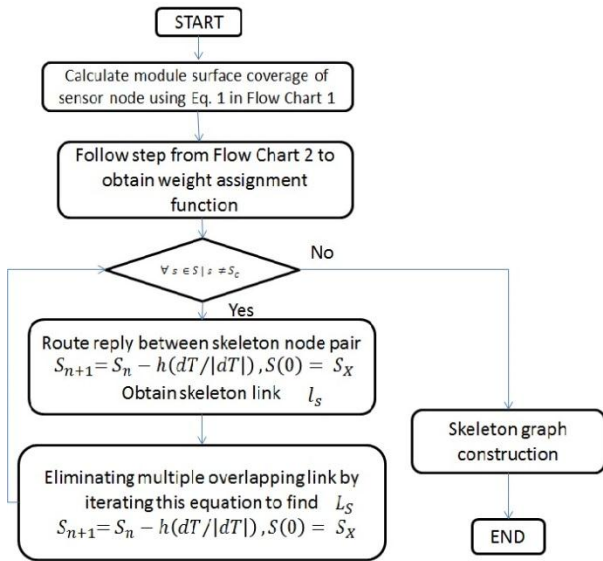 START
Calculate module surface coverage of
sensor node using Eq. 1 in Flow Chart 1
Follow step from Flow Chart 2 to
obtain weight assignment
function
∀ s ∈ S | s ≠ S_c
No
Yes
Route reply between skeleton node pair
S_{n+1} = S_n − h(dT/|dT|), S(0) = S_X
Obtain skeleton link l_s
Eliminating multiple overlapping link by
iterating this equation to find L_S
S_{n+1} = S_n − h(dT/|dT|), S(0) = S_X
Skeleton graph
construction
END